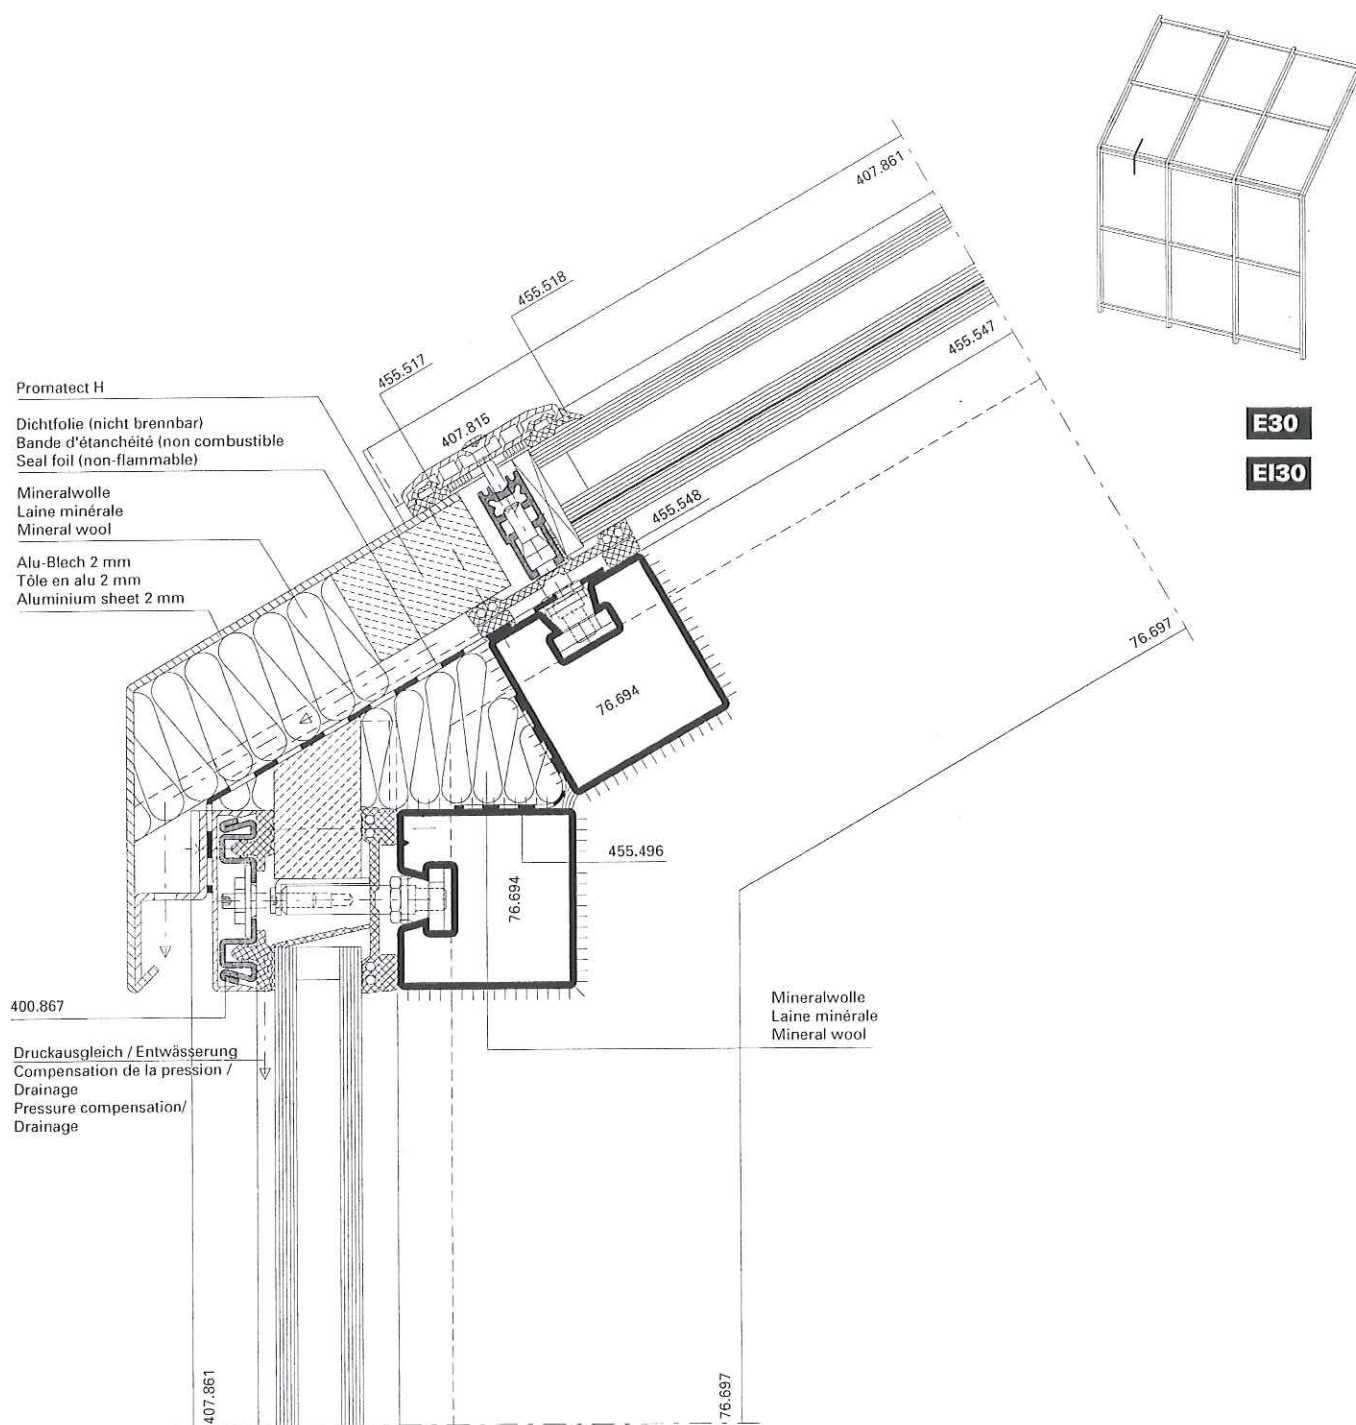 407.861
455.518
455.547
455.517
407.815
Promatect H
Dichtfolie (nicht brennbar)
Bande d'étanchéité (non combustible
Seal foil (non-flammable)
E30
EI30
Mineralwolle
Laine minérale
Mineral wool
455.548
Alu-Blech 2 mm
Tôle en alu 2 mm
Aluminium sheet 2 mm
76.697
76.694
455.496
76.694
400.867
Mineralwolle
Laine minérale
Mineral wool
Druckausgleich / Entwässerung
Compensation de la pression /
Drainage
Pressure compensation/
Drainage
407.861
76.697